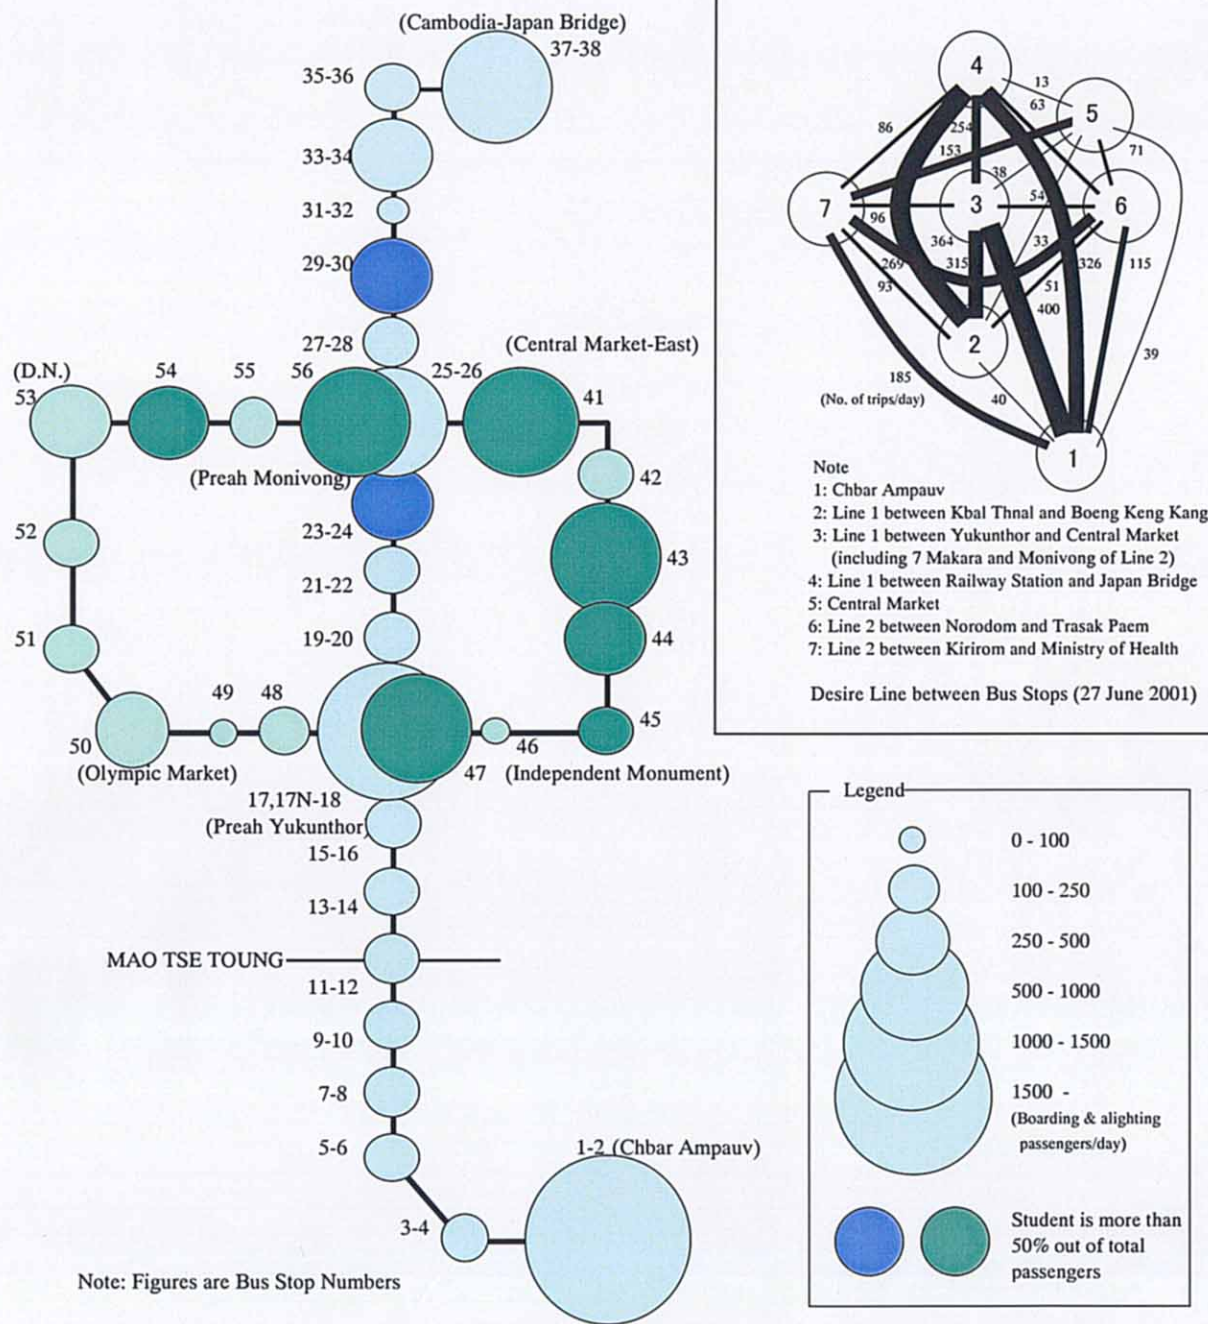 (Cambodia-Japan Bridge)
37-38
35-36
33-34
31-32
29-30
27-28
(Central Market-East)
(D.N.)
53
54
55
56
25-26
41
(Preah Monivong)
42
23-24
52
43
21-22
51
19-20
44
49
48
45
50
46
(Olympic Market)
47
(Independent Monument)
17,17N-18
(Preah Yukunthor)
15-16
13-14
MAO TSE TOUNG
11-12
9-10
7-8
5-6
1-2 (Chbar Ampauv)
3-4
Note: Figures are Bus Stop Numbers
4
13
63
5
86
254
153
71
38
54
7
96
3
6
364
33
269
315
326
115
93
51
400
2
39
185
(No. of trips/day)
40
1
Note
1: Chbar Ampauv
2: Line 1 between Kbal Thnal and Boeng Keng Kang
3: Line 1 between Yukunthor and Central Market
(including 7 Makara and Monivong of Line 2)
4: Line 1 between Railway Station and Japan Bridge
5: Central Market
6: Line 2 between Norodom and Trasak Paem
7: Line 2 between Kirirom and Ministry of Health
Desire Line between Bus Stops (27 June 2001)
Legend
0 - 100
100 - 250
250 - 500
500 - 1000
1000 - 1500
1500 -
(Boarding & alighting
passengers/day)
Student is more than
50% out of total
passengers